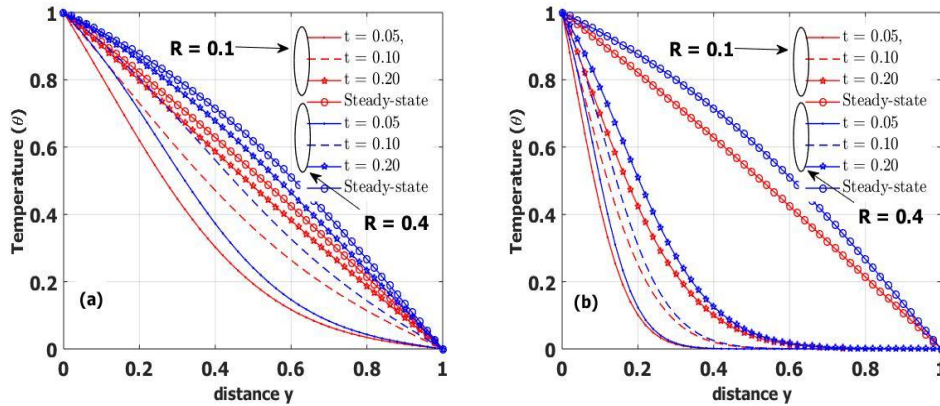 1
0.8
0.6
0.4
0.2
0
Temperature (θ)
0 0.2 0.4 0.6 0.8 1
distance y
(a)
R = 0.1
t = 0.05,
t = 0.10
t = 0.20
Steady-state
t = 0.05
t = 0.10
t = 0.20
Steady-state
R = 0.4
1
0.8
0.6
0.4
0.2
0
Temperature (θ)
0 0.2 0.4 0.6 0.8 1
distance y
(b)
R = 0.1
t = 0.05,
t = 0.10
t = 0.20
Steady-state
t = 0.05
t = 0.10
t = 0.20
Steady-state
R = 0.4